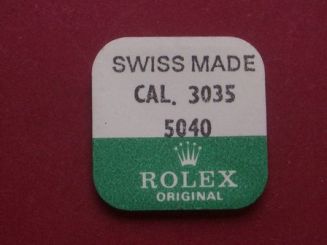 SWISS MADE
CAL. 3035
5040
ROLEX
ORIGINAL